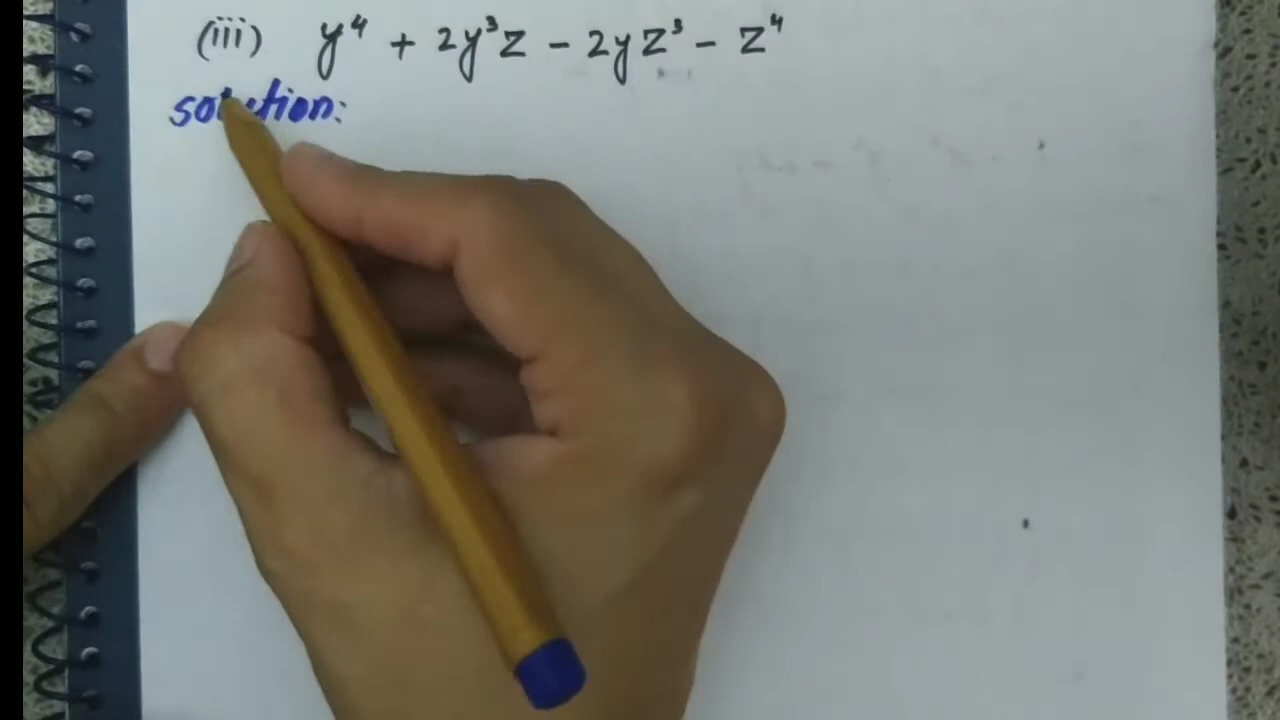 (iii) y⁴ + 2y³z - 2yz³ - z⁴
solution: